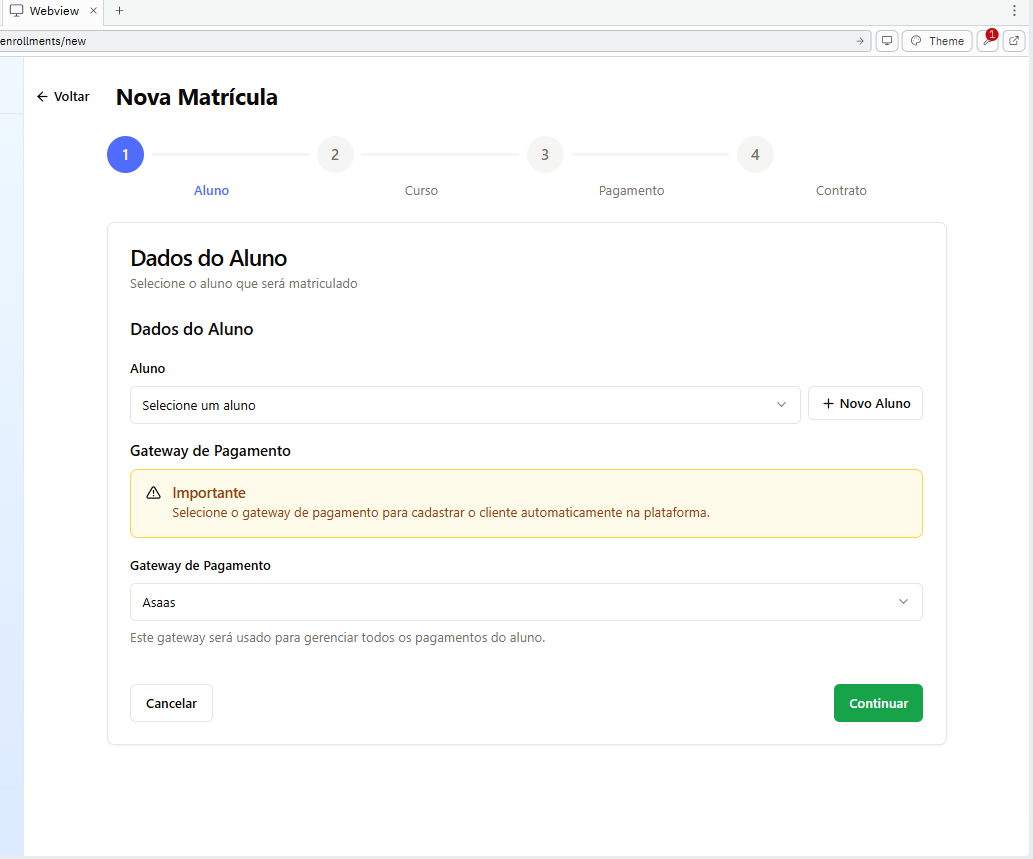 Webview
enrollments/new
Theme
1
Voltar
Nova Matrícula
1
2
3
4
Aluno
Curso
Pagamento
Contrato
Dados do Aluno
Selecione o aluno que será matriculado
Dados do Aluno
Aluno
Selecione um aluno
Novo Aluno
Gateway de Pagamento
Importante
Selecione o gateway de pagamento para cadastrar o cliente automaticamente na plataforma.
Gateway de Pagamento
Asaas
Este gateway será usado para gerenciar todos os pagamentos do aluno.
Cancelar
Continuar